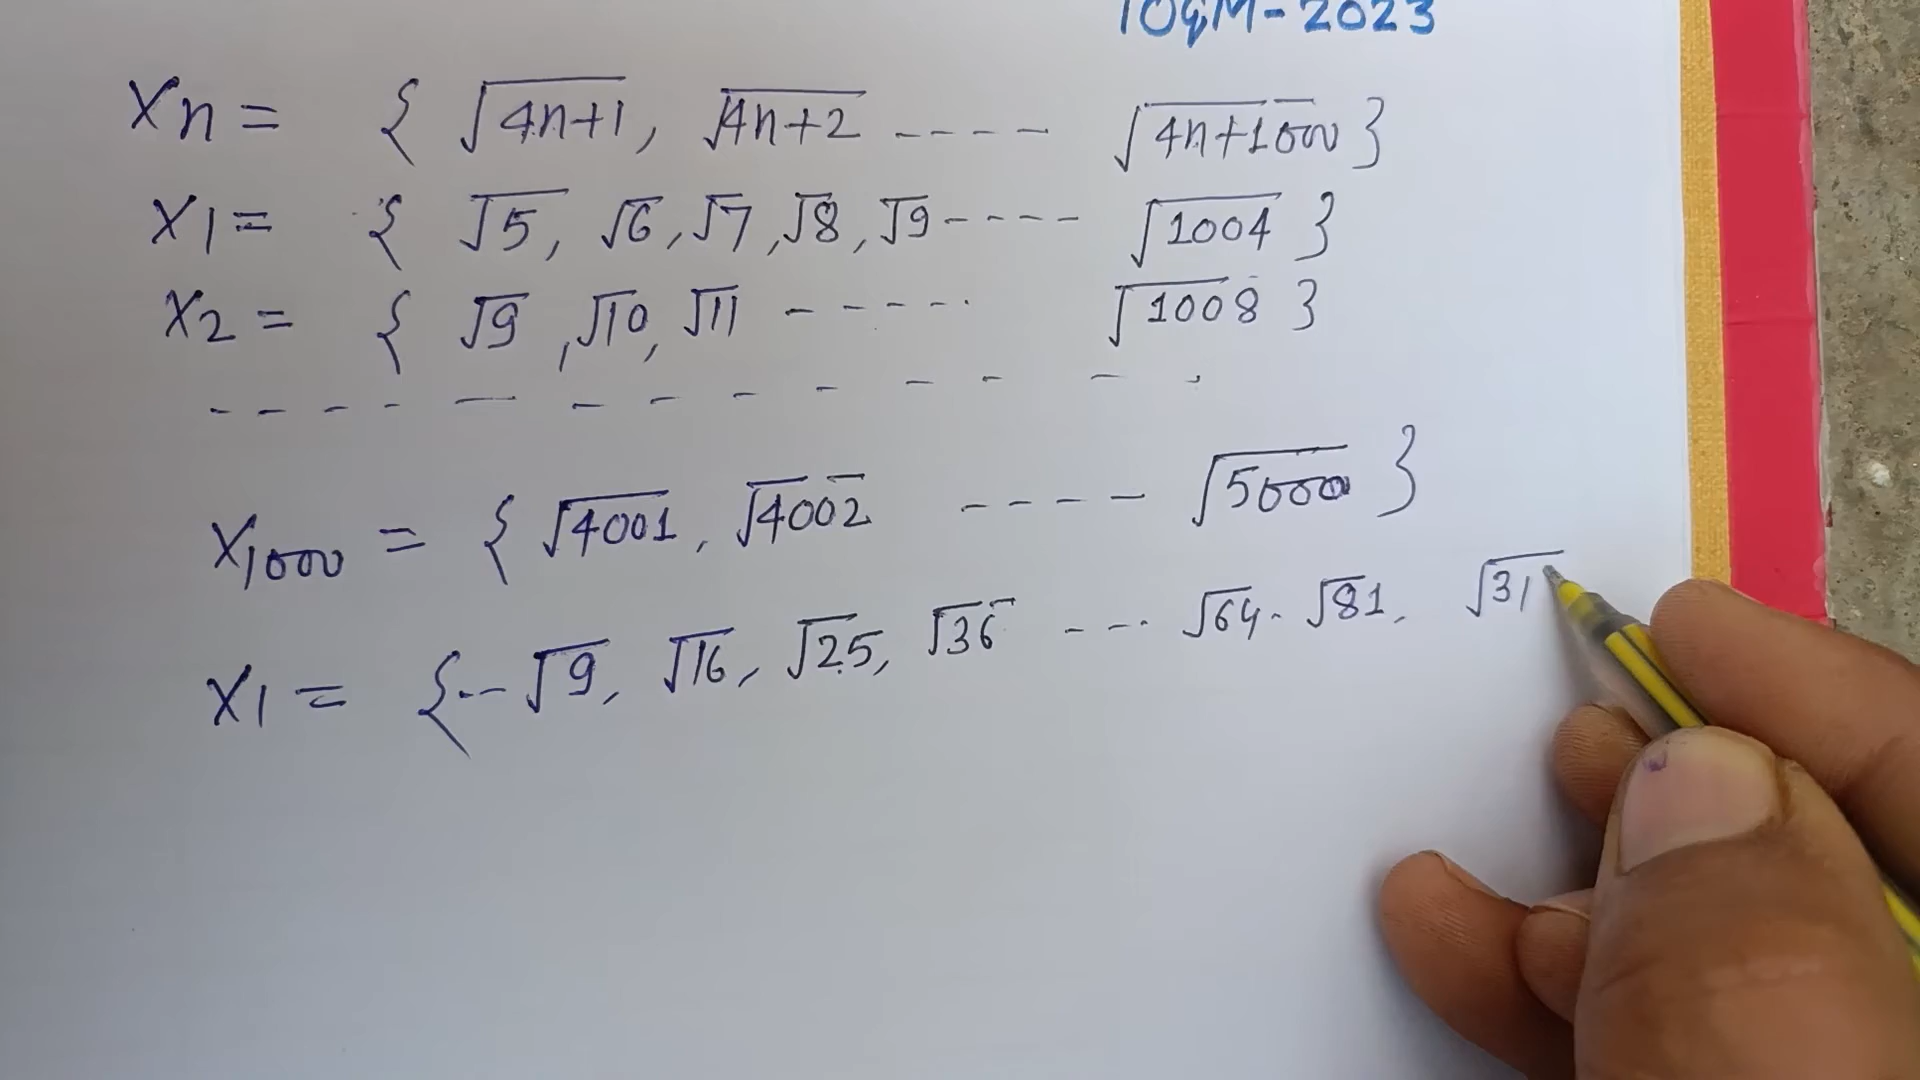 IOQM-2023
Xn = { √4n+1, √4n+2 ---- √4n+1000 }
X1 = { √5, √6, √7, √8, √9 ---- √1004 }
X2 = { √9, √10, √11 ----- √1008 }
X1000 = { √4001, √4002 ---- √5000 }
X1 = { -- √9, √16, √25, √36 --- √64. √81, √31